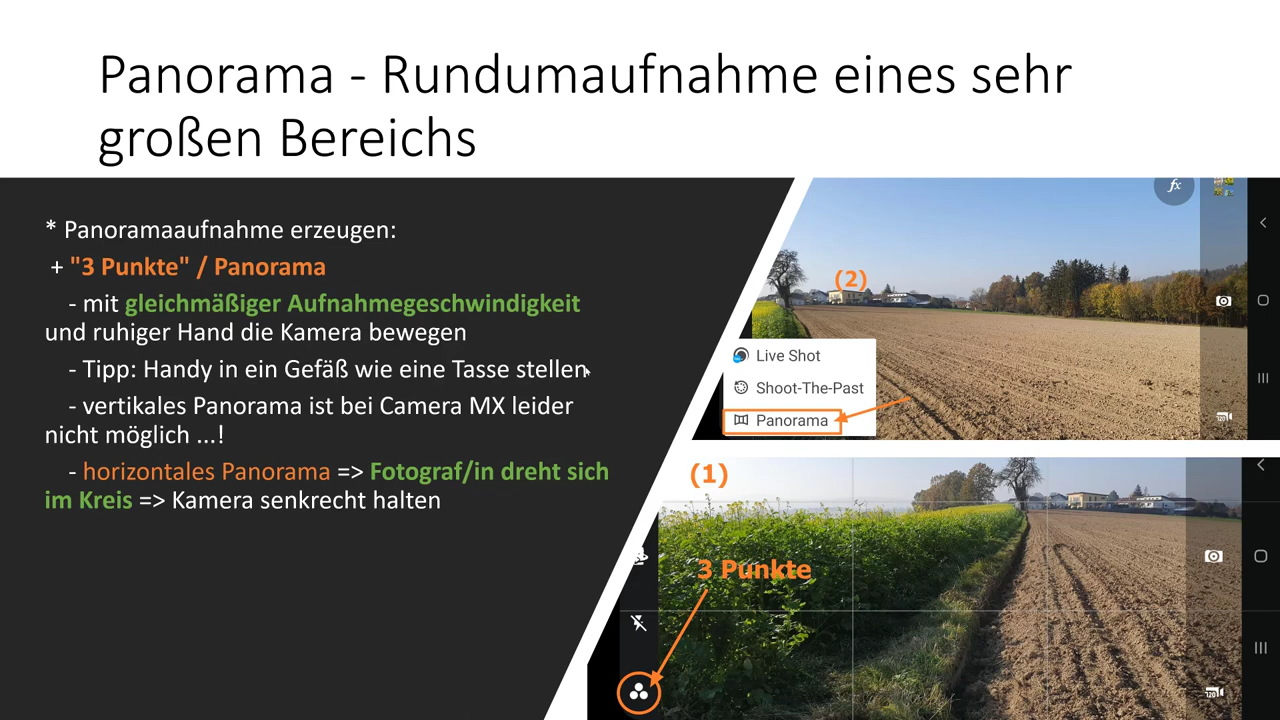 Panorama - Rundumaufnahme eines sehr
großen Bereichs
* Panoramaaufnahme erzeugen:
+ "3 Punkte" / Panorama
- mit gleichmäßiger Aufnahmegeschwindigkeit
und ruhiger Hand die Kamera bewegen
- Tipp: Handy in ein Gefäß wie eine Tasse stellen
- vertikales Panorama ist bei Camera MX leider
nicht möglich ...!
- horizontales Panorama => Fotograf/in dreht sich
im Kreis => Kamera senkrecht halten
fx
(2)
Live Shot
Shoot-The-Past
Panorama
(1)
3 Punkte